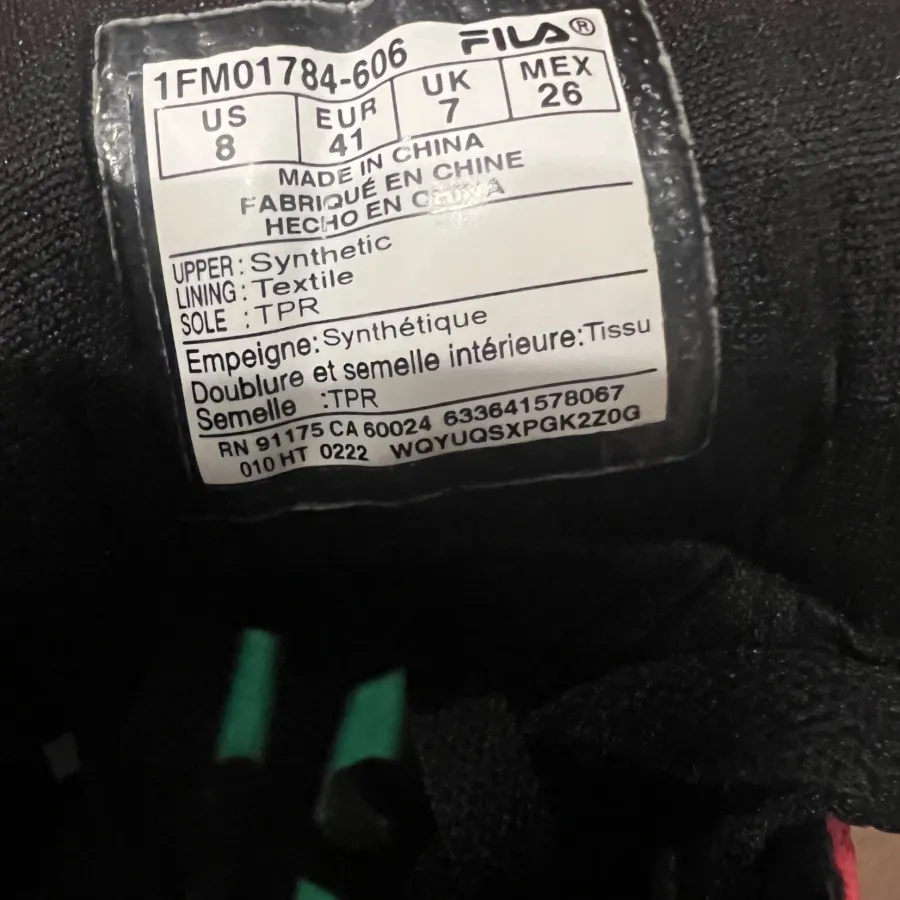 1FM01784-606 FILA®
US EUR UK MEX
8 41 7 26
MADE IN CHINA
FABRIQUÉ EN CHINE
HECHO EN CHINA
UPPER: Synthetic
LINING: Textile
SOLE : TPR
Empeigne:Synthétique
Doublure et semelle intérieure:Tissu
Semelle :TPR
RN 91175 CA 60024 633641578067
010 HT 0222 WQYUQSXPGK2Z0G